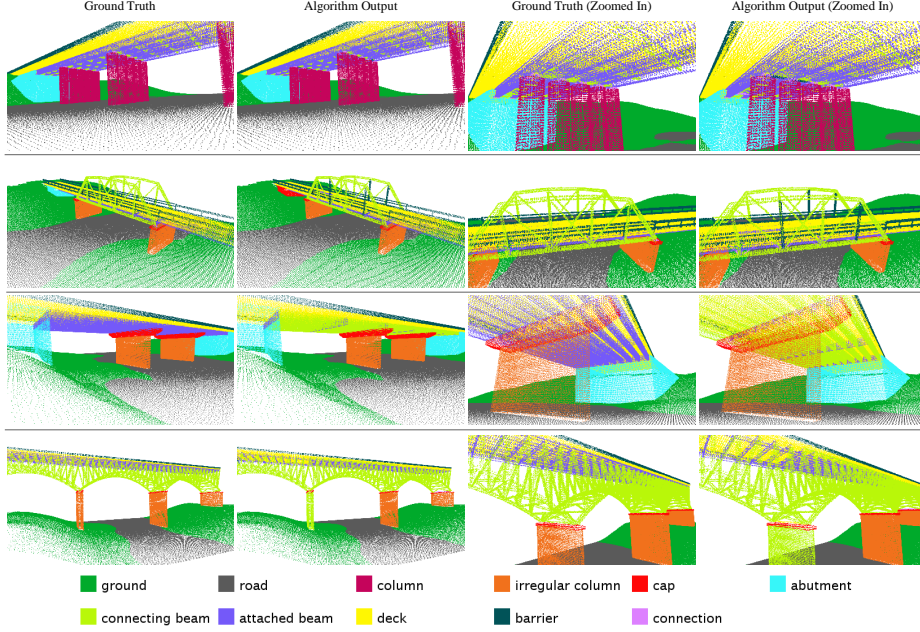 Ground Truth
Algorithm Output
Ground Truth (Zoomed In)
Algorithm Output (Zoomed In)
ground
road
column
irregular column
cap
abutment
connecting beam
attached beam
deck
barrier
connection